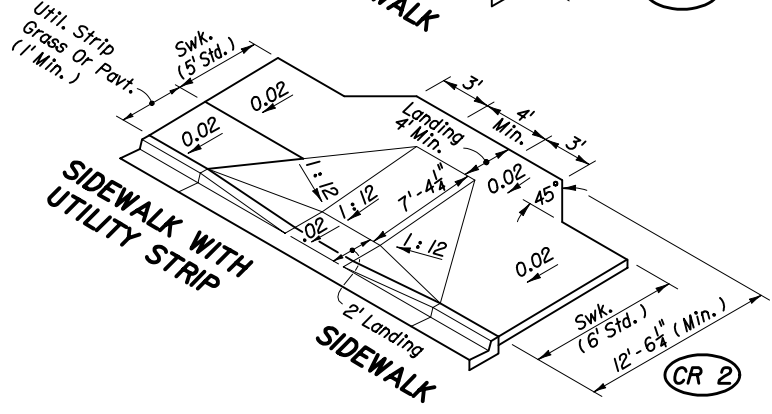 WALK
Util. Strip
Grass Or Pavt.
(1' Min.)
Swk.
(5' Std.)
0.02
0.02
3'
4'
Min.
3'
Landing
4' Min.
0.02
45°
1:12
7'-4¼"
1:12
.02
1:12
0.02
SIDEWALK WITH
UTILITY STRIP
2' Landing
SIDEWALK
Swk.
(6' Std.)
12'-6¼" (Min.)
CR 2